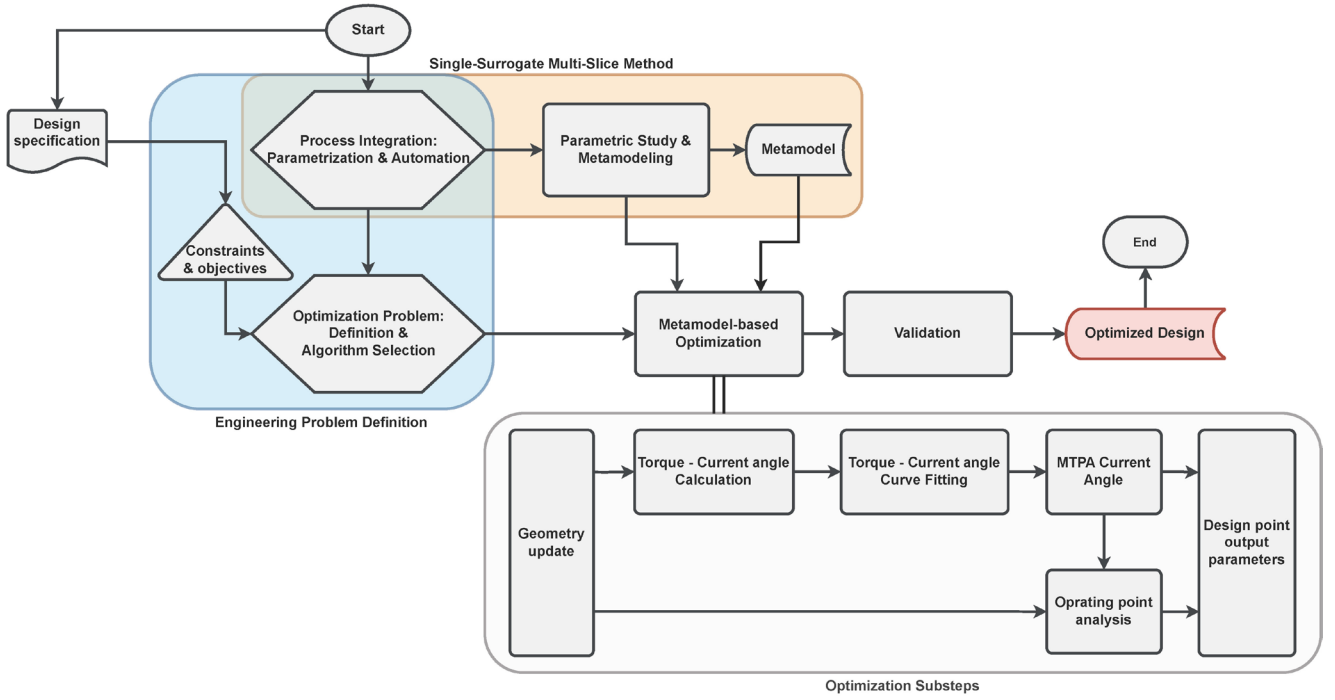 Start
Single-Surrogate Multi-Slice Method
Design
specification
Process Integration:
Parametrization & Automation
Parametric Study &
Metamodeling
Metamodel
Constraints
& objectives
End
Optimization Problem:
Definition &
Algorithm Selection
Metamodel-based
Optimization
Validation
Optimized Design
Engineering Problem Definition
Geometry
update
Torque - Current angle
Calculation
Torque - Current angle
Curve Fitting
MTPA Current
Angle
Oprating point
analysis
Design point
output
parameters
Optimization Substeps